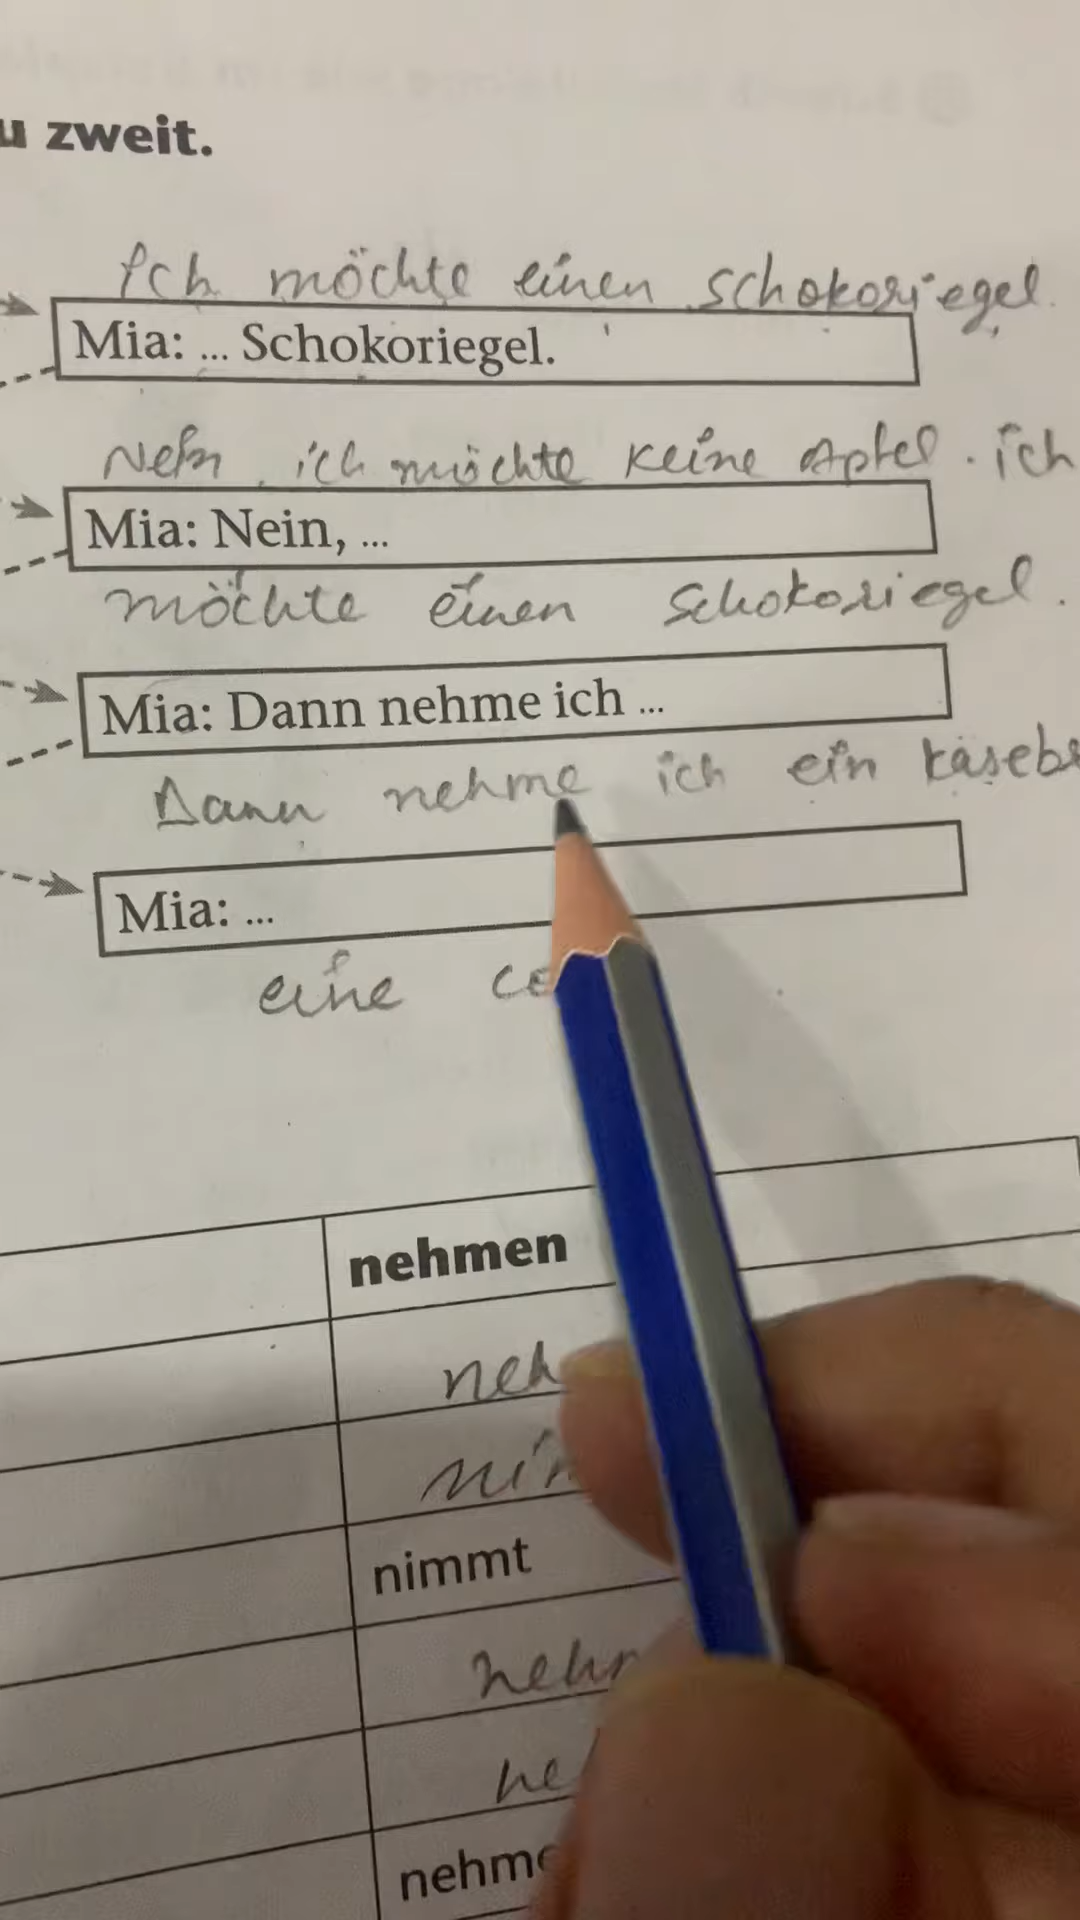 zweit.
Ich möchte einen schokoriegel.
Mia: ... Schokoriegel.
Nein, ich möchte keine Apfel. ich
Mia: Nein, ...
möchte einen Schokoriegel.
Mia: Dann nehme ich ...
Dann nehme ich ein
Mia: ...
eine
nehmen
nimmt